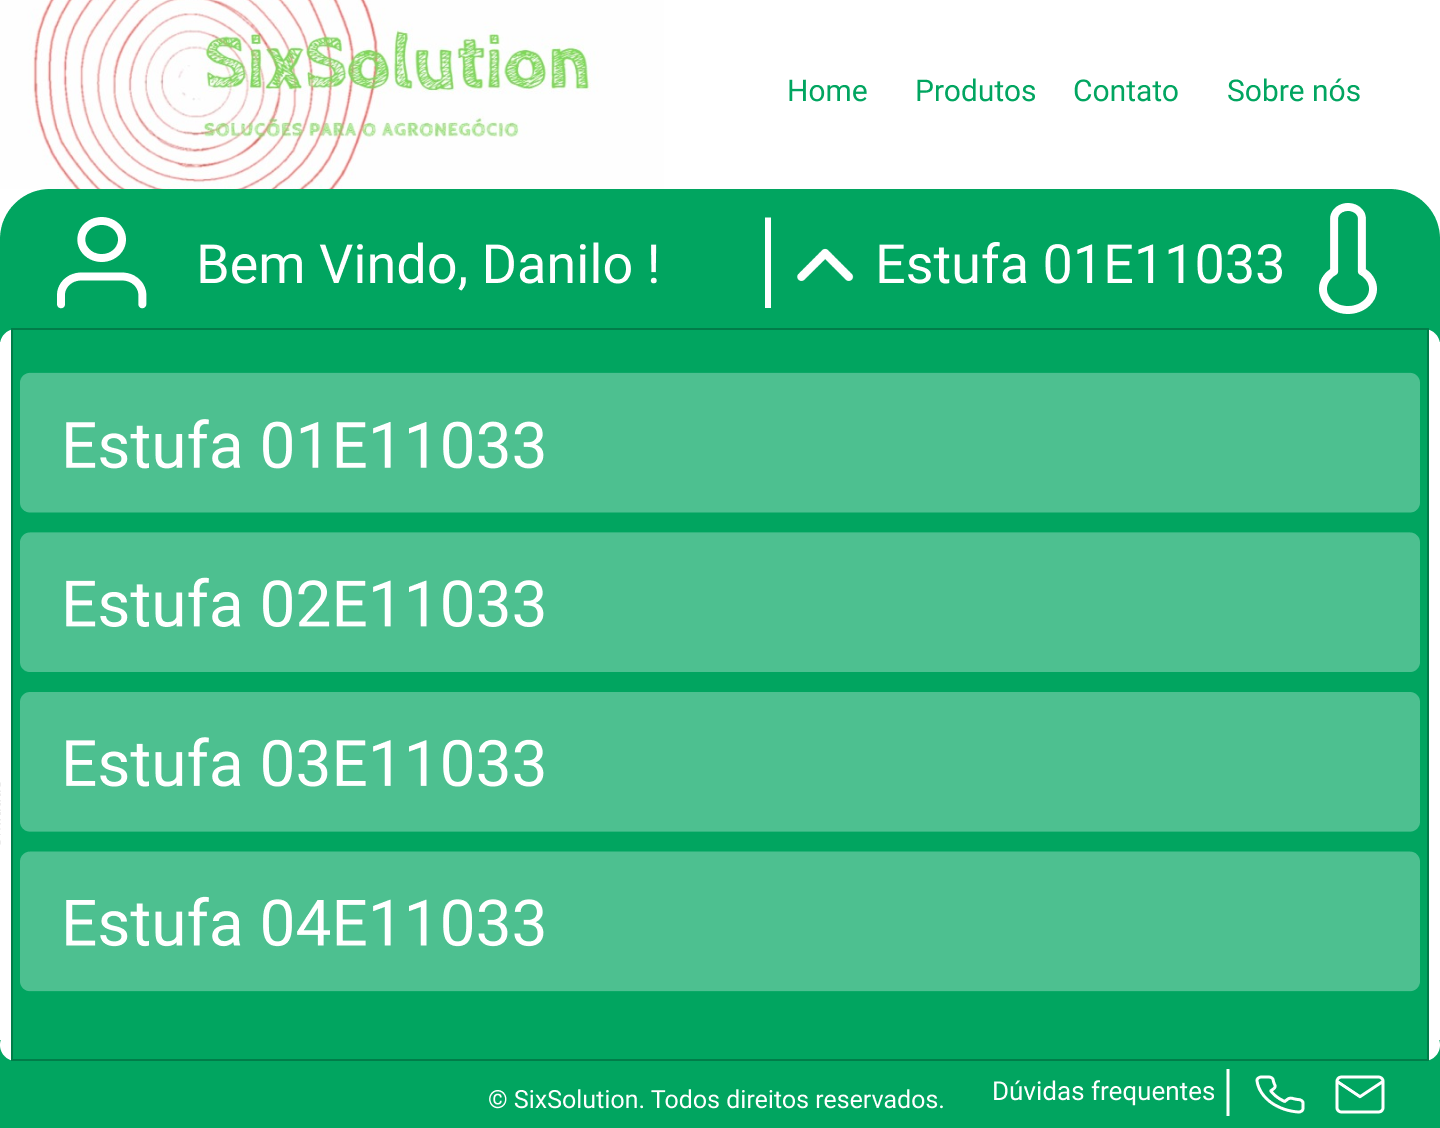 SixSolution
SOLUÇÕES PARA O AGRONEGÓCIO
Home Produtos Contato Sobre nós
Bem Vindo, Danilo ! Estufa 01E11033
Estufa 01E11033
Estufa 02E11033
Estufa 03E11033
Estufa 04E11033
© SixSolution. Todos direitos reservados. Dúvidas frequentes